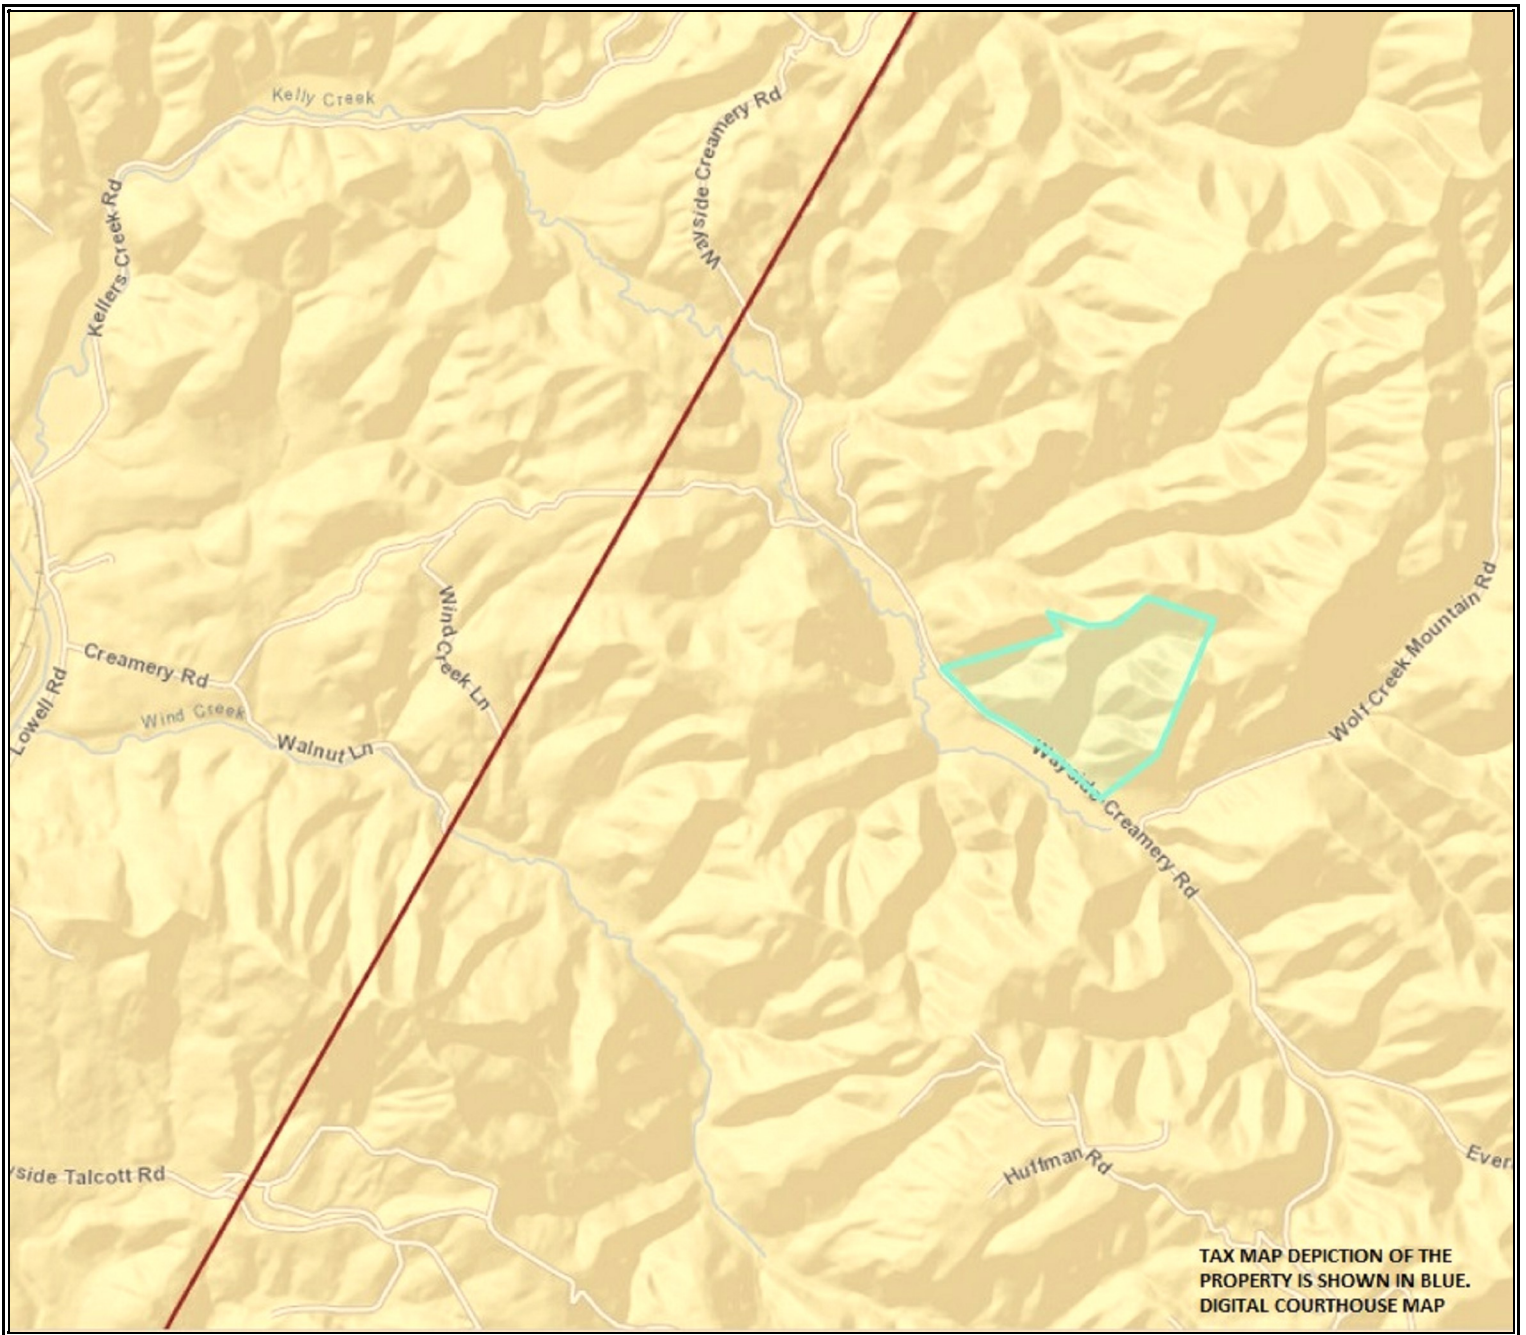 Kelly Creek
Wayside Creamery Rd
Kellers Creek Rd
Wind Creek Ln
Creamery Rd
Wind Creek
Lowell Rd
Walnut Ln
Wolf Creek Mountain Rd
Wayside Creamery Rd
yside Talcott Rd
Huffman Rd
Ever
TAX MAP DEPICTION OF THE
PROPERTY IS SHOWN IN BLUE.
DIGITAL COURTHOUSE MAP